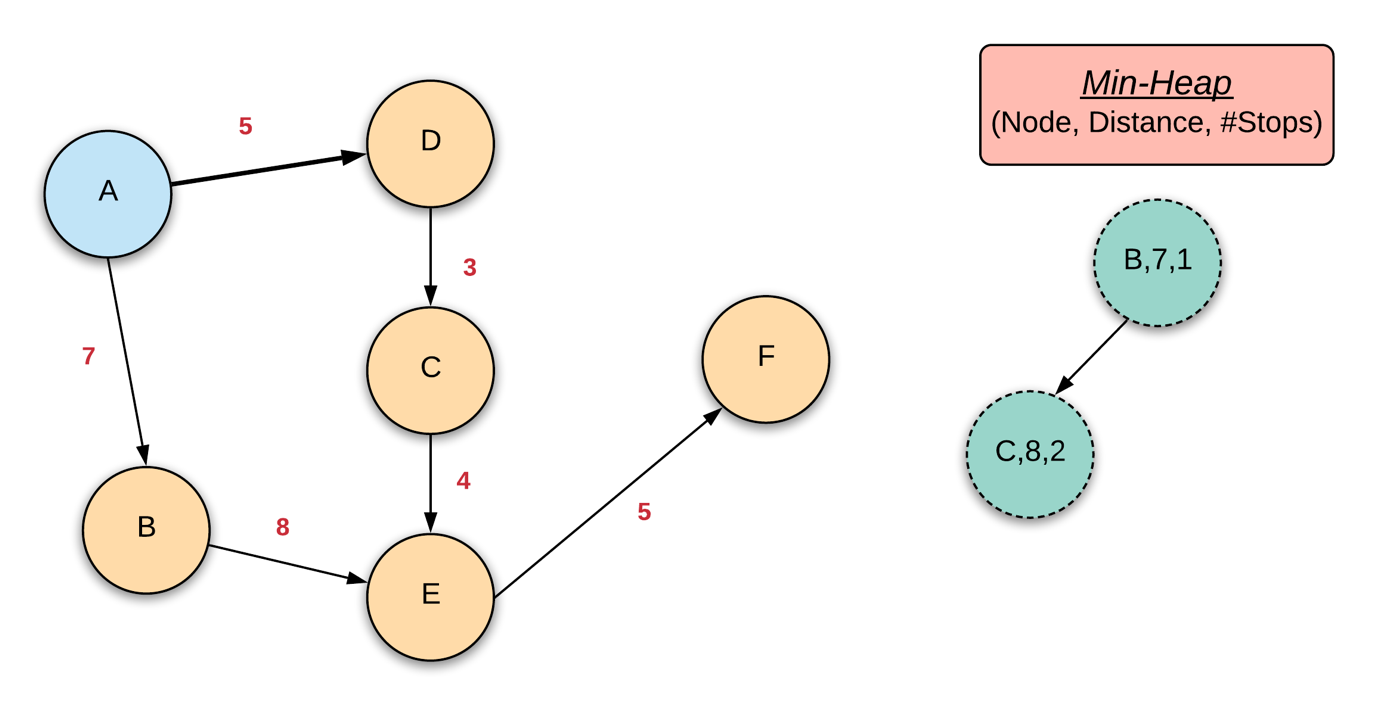 Min-Heap
(Node, Distance, #Stops)
5
D
A
B,7,1
3
7
F
C
C,8,2
4
5
B
8
E